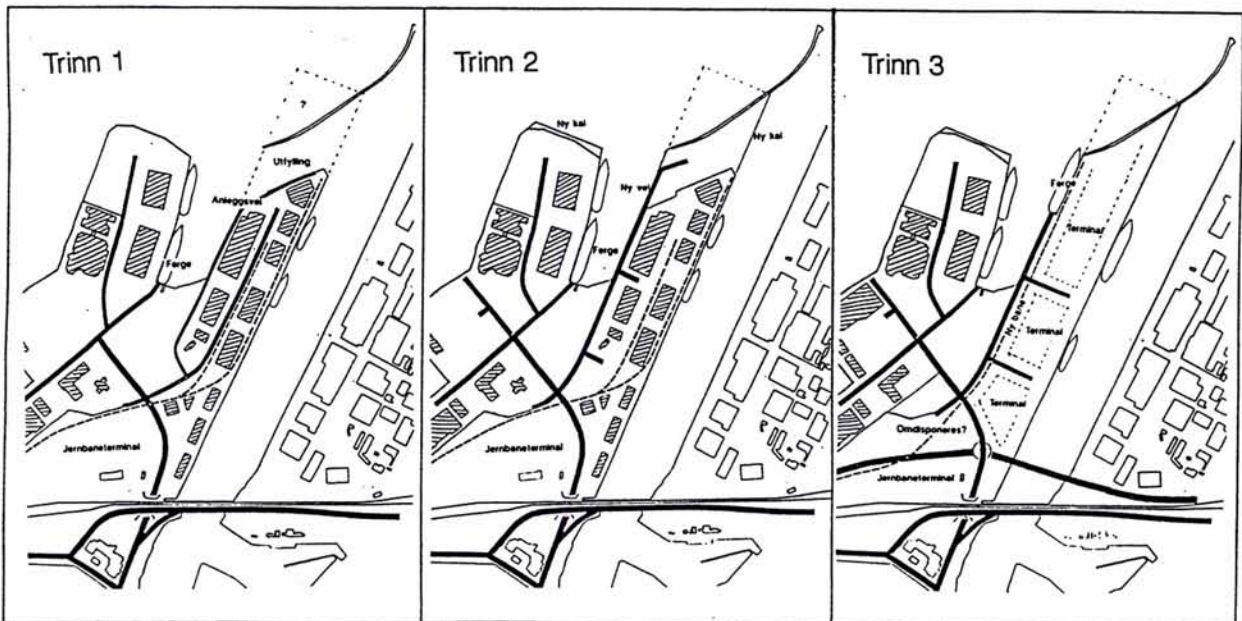 Trinn 1
?
Utfylling
Anleggsvei
Ferge
Jernbaneterminal
Trinn 2
Ny kai
Ny kai
Ny vei
Ferge
Jernbaneterminal
Trinn 3
Ferge
Terminal
Terminal
Terminal
Omdisponeres?
Jernbaneterminal